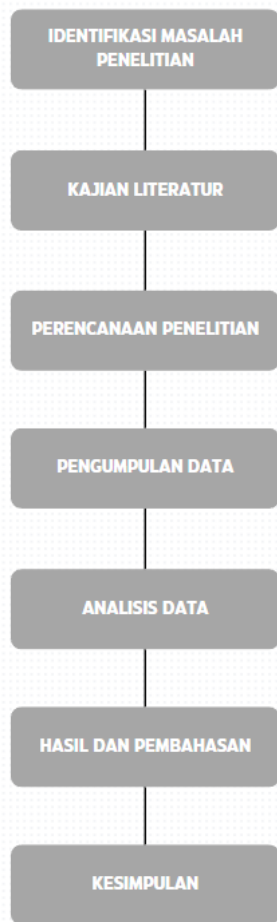 IDENTIFIKASI MASALAH
PENELITIAN
KAJIAN LITERATUR
PERENCANAAN PENELITIAN
PENGUMPULAN DATA
ANALISIS DATA
HASIL DAN PEMBAHASAN
KESIMPULAN